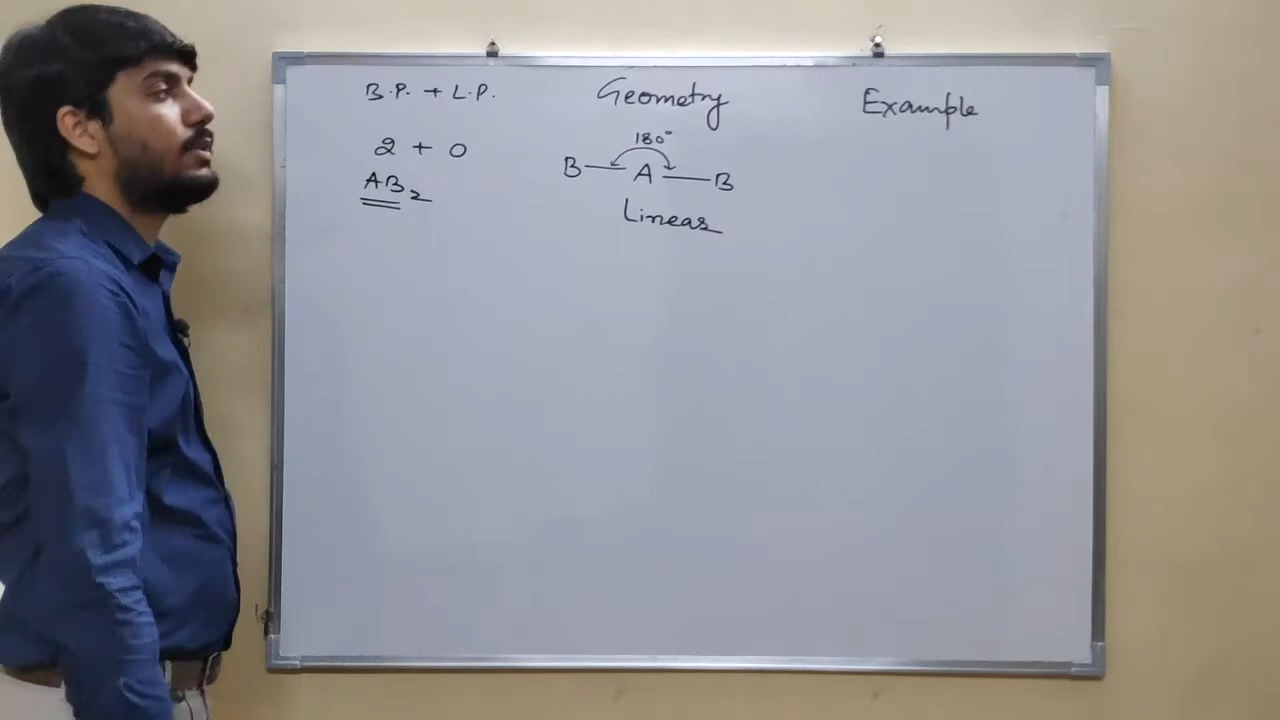 B.P. + L.P. Geometry Example
2 + 0
180°
B — A — B
AB₂
Linear